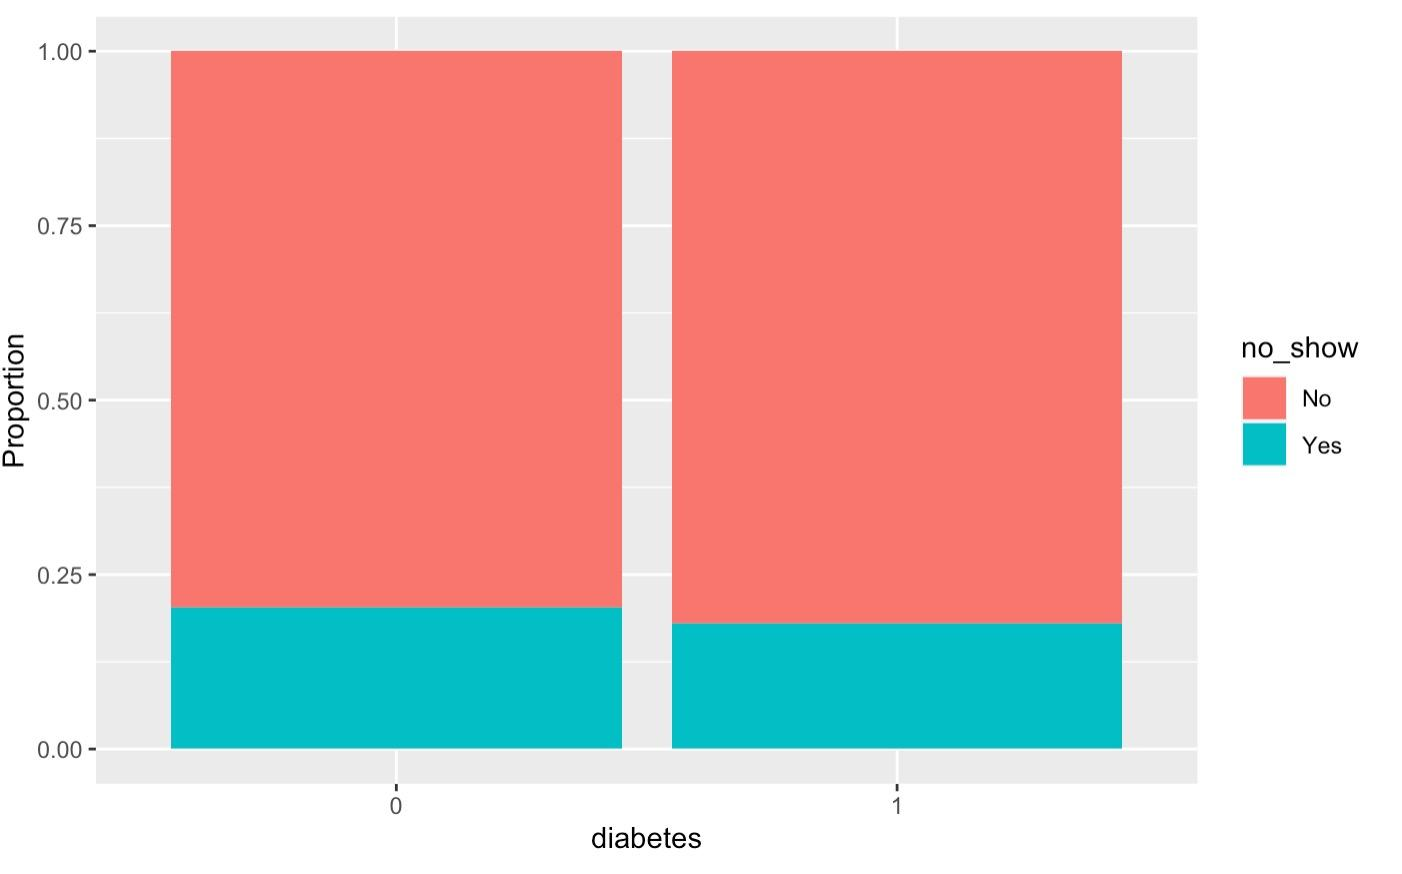 1.00
0.75
0.50
0.25
0.00
Proportion
0
1
diabetes
no_show
No
Yes